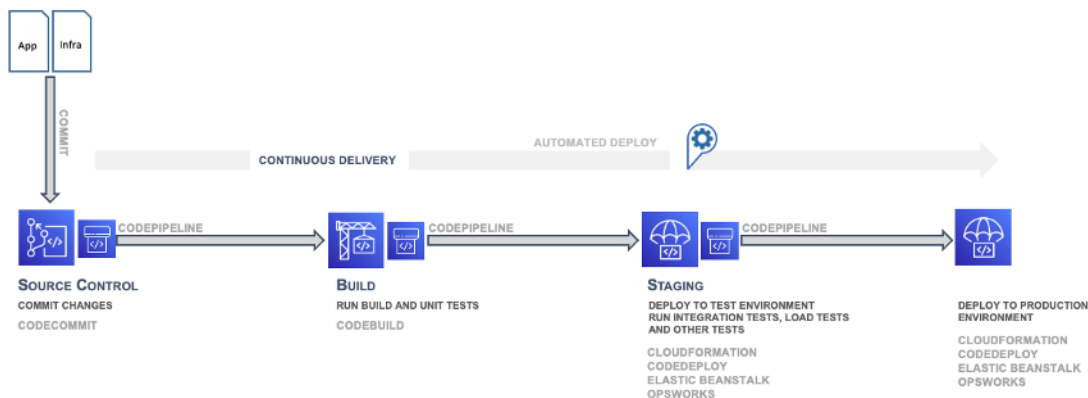 App Infra
COMMIT
AUTOMATED DEPLOY
CONTINUOUS DELIVERY
CODEPIPELINE
CODEPIPELINE
CODEPIPELINE
SOURCE CONTROL
COMMIT CHANGES
CODECOMMIT
BUILD
RUN BUILD AND UNIT TESTS
CODEBUILD
STAGING
DEPLOY TO TEST ENVIRONMENT
RUN INTEGRATION TESTS, LOAD TESTS
AND OTHER TESTS
CLOUDFORMATION
CODEDEPLOY
ELASTIC BEANSTALK
OPSWORKS
DEPLOY TO PRODUCTION
ENVIRONMENT
CLOUDFORMATION
CODEDEPLOY
ELASTIC BEANSTALK
OPSWORKS